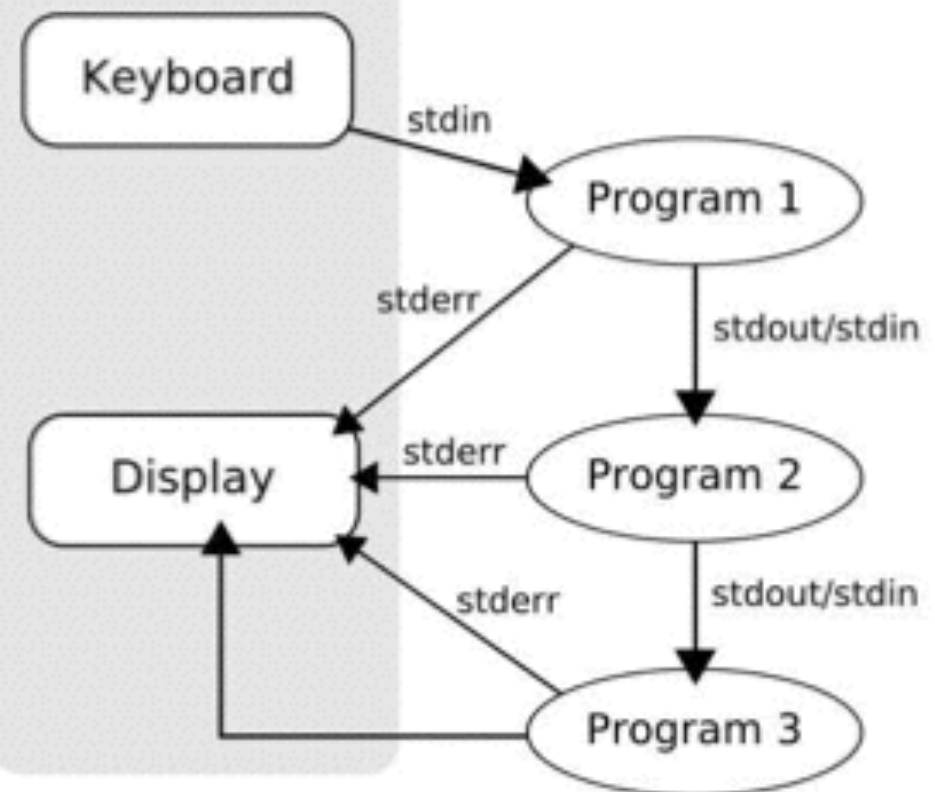 Keyboard
stdin
Program 1
stderr
stdout/stdin
Display
stderr
Program 2
stderr
stdout/stdin
Program 3